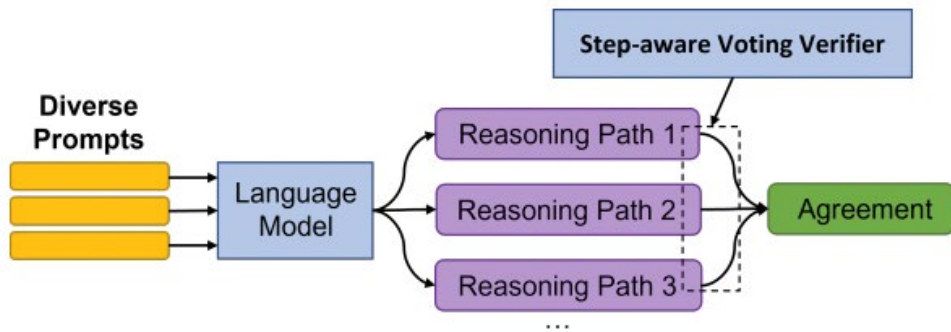 Step-aware Voting Verifier
Diverse
Prompts
Language
Model
Reasoning Path 1
Reasoning Path 2
Reasoning Path 3
...
Agreement